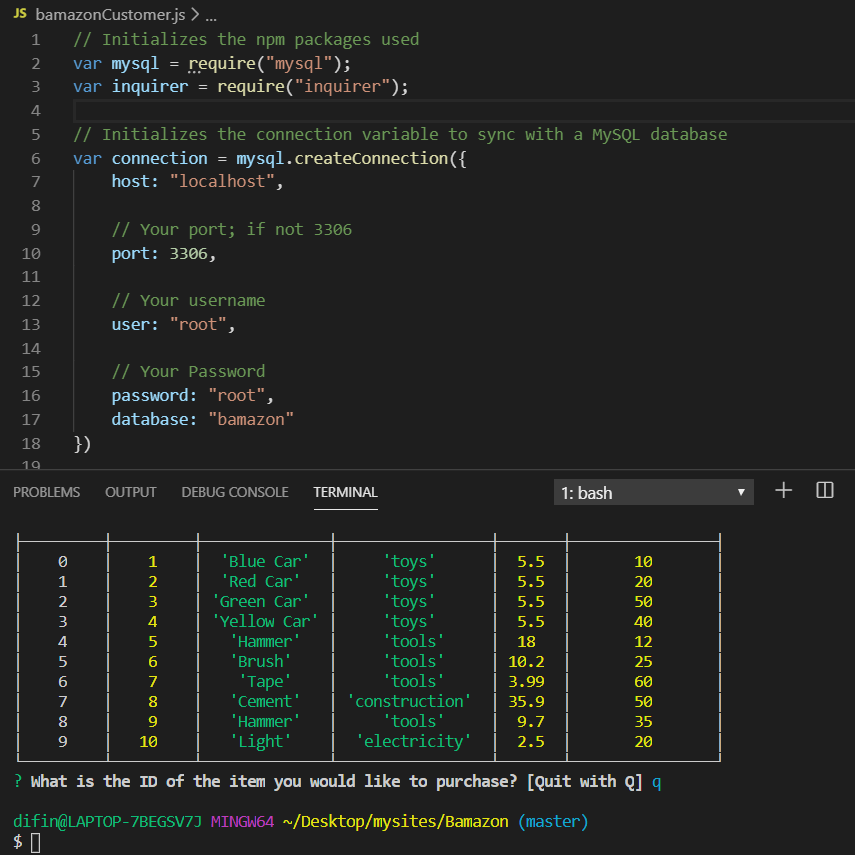 JS bamazonCustomer.js > ...
1 // Initializes the npm packages used
2 var mysql = require("mysql");
3 var inquirer = require("inquirer");
4
5 // Initializes the connection variable to sync with a MySQL database
6 var connection = mysql.createConnection({
7 host: "localhost",
8
9 // Your port; if not 3306
10 port: 3306,
11
12 // Your username
13 user: "root",
14
15 // Your Password
16 password: "root",
17 database: "bamazon"
18 })
19
PROBLEMS OUTPUT DEBUG CONSOLE TERMINAL 1: bash
0 1 'Blue Car' 'toys' 5.5 10
1 2 'Red Car' 'toys' 5.5 20
2 3 'Green Car' 'toys' 5.5 50
3 4 'Yellow Car' 'toys' 5.5 40
4 5 'Hammer' 'tools' 18 12
5 6 'Brush' 'tools' 10.2 25
6 7 'Tape' 'tools' 3.99 60
7 8 'Cement' 'construction' 35.9 50
8 9 'Hammer' 'tools' 9.7 35
9 10 'Light' 'electricity' 2.5 20
? What is the ID of the item you would like to purchase? [Quit with Q] q
difin@LAPTOP-7BEGSV7J MINGW64 ~/Desktop/mysites/Bamazon (master)
$